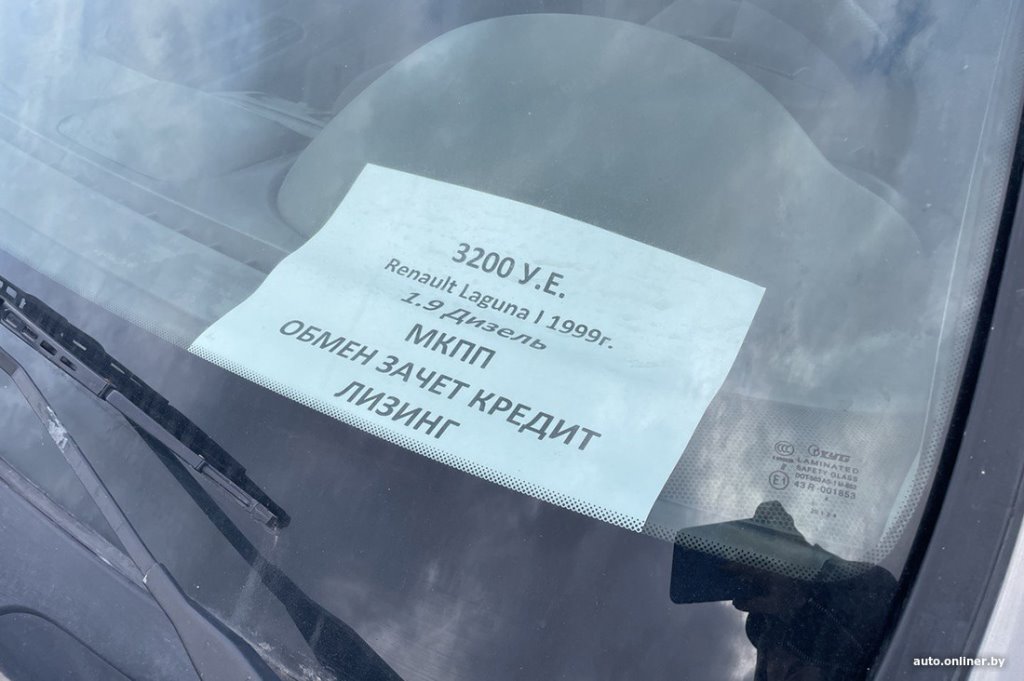 3200 У.Е.
Renault Laguna I 1999г.
1.9 Дизель
МКПП
ОБМЕН ЗАЧЕТ КРЕДИТ
ЛИЗИНГ
LAMINATED
SAFETY GLASS
E1
43 R-001653
auto.onliner.by